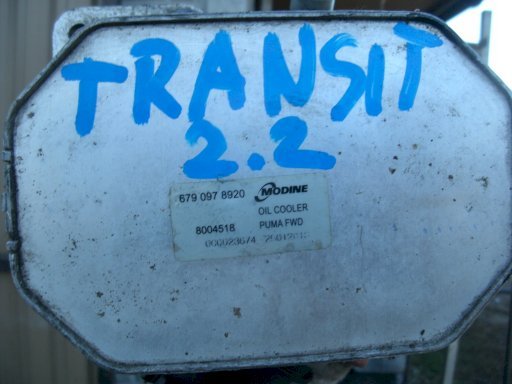 TRANSIT
2.2
679 097 8920 MODINE
OIL COOLER
8004518 PUMA FWD